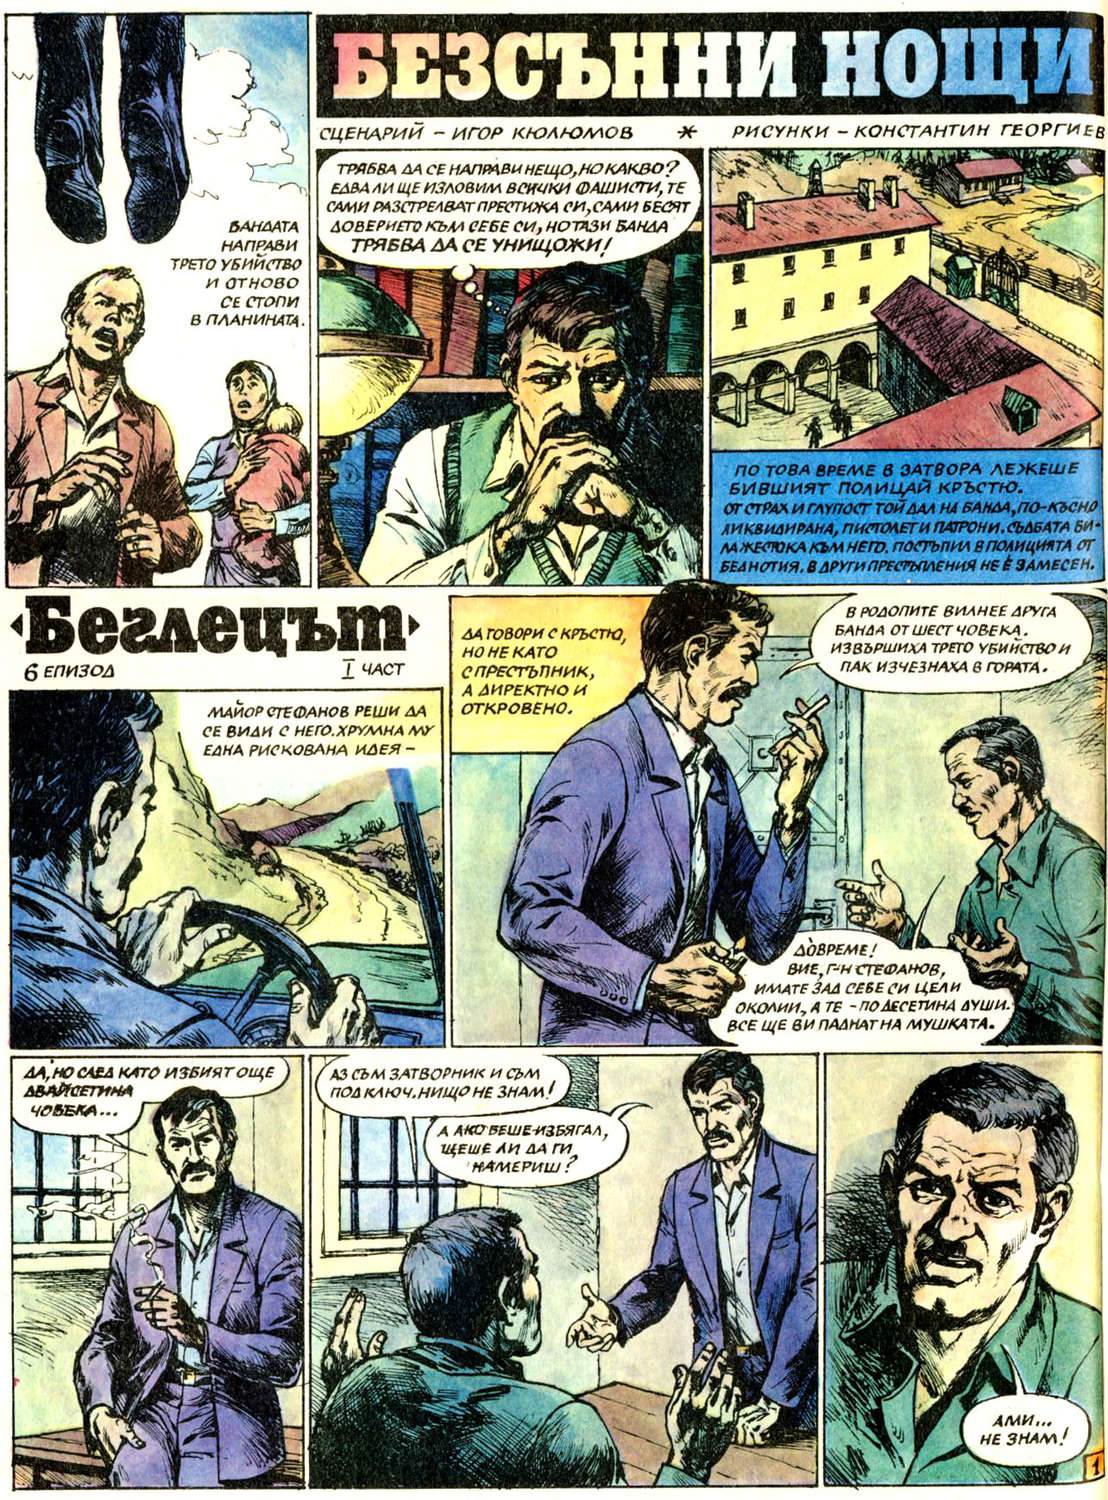 БЕЗСЪННИ НОЩИ
СЦЕНАРИЙ – ИГОР КЮЛЮМОВ * РИСУНКИ – КОНСТАНТИН ГЕОРГИЕВ
БАНДАТА
НАПРАВИ
ТРЕТО УБИЙСТВО
И ОТНОВО
СЕ СТОПИ
В ПЛАНИНАТА.
ТРЯБВА ДА СЕ НАПРАВИ НЕЩО, НО КАКВО?
ЕДВА ЛИ ЩЕ ИЗЛОВИМ ВСИЧКИ ФАШИСТИ, ТЕ
САМИ РАЗСТРЕЛВАТ ПРЕСТИЖА СИ, САМИ БЕСЯТ
ДОВЕРИЕТО КЪМ СЕБЕ СИ, НО ТАЗИ БАНДА
ТРЯБВА ДА СЕ УНИЩОЖИ!
ПО ТОВА ВРЕМЕ В ЗАТВОРА ЛЕЖЕШЕ
БИВШИЯТ ПОЛИЦАЙ КРЪСТЮ.
ОТ СТРАХ И ГЛУПОСТ ТОЙ ДАЛ НА БАНДА, ПО-КЪСНО
ЛИКВИДИРАНА, ПИСТОЛЕТ И ПАТРОНИ. СЪДБАТА БИ-
ЛА ЖЕСТОКА КЪМ НЕГО. ПОСТЪПИЛ В ПОЛИЦИЯТА ОТ
БЕДНОТИЯ. В ДРУГИ ПРЕСТЪПЛЕНИЯ НЕ Е ЗАМЕСЕН.
‹Беглецът›
6 ЕПИЗОД I ЧАСТ
МАЙОР СТЕФАНОВ РЕШИ ДА
СЕ ВИДИ С НЕГО. ХРУМНА МУ
ЕДНА РИСКОВАНА ИДЕЯ –
ДА ГОВОРИ С КРЪСТЮ,
НО НЕ КАТО
С ПРЕСТЪПНИК,
А ДИРЕКТНО И
ОТКРОВЕНО.
В РОДОПИТЕ ВИЛНЕЕ ДРУГА
БАНДА ОТ ШЕСТ ЧОВЕКА.
ИЗВЪРШИХА ТРЕТО УБИЙСТВО И
ПАК ИЗЧЕЗНАХА В ГОРАТА.
ДОВРЕМЕ!
ВИЕ, Г-Н СТЕФАНОВ,
ИМАТЕ ЗАД СЕБЕ СИ ЦЕЛИ
ОКОЛИИ, А ТЕ – ПО ДЕСЕТИНА ДУШИ.
ВСЕ ЩЕ ВИ ПАДНАТ НА МУШКАТА.
ДА, НО СЛЕД КАТО ИЗБИЯТ ОЩЕ
ДВАЙСЕТИНА
ЧОВЕКА...
АЗ СЪМ ЗАТВОРНИК И СЪМ
ПОД КЛЮЧ. НИЩО НЕ ЗНАМ!
А АКО БЕШЕ ИЗБЯГАЛ,
ЩЕШЕ ЛИ ДА ГИ
НАМЕРИШ?
АМИ...
НЕ ЗНАМ!
1